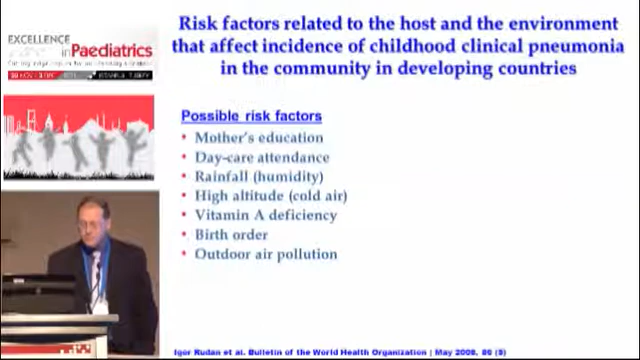 EXCELLENCE
in Paediatrics
ISTANBUL
Risk factors related to the host and the environment
that affect incidence of childhood clinical pneumonia
in the community in developing countries
Possible risk factors
• Mother's education
• Day-care attendance
• Rainfall (humidity)
• High altitude (cold air)
• Vitamin A deficiency
• Birth order
• Outdoor air pollution
Igor Rudan et al. Bulletin of the World Health Organization | May 2008, 86 (5)